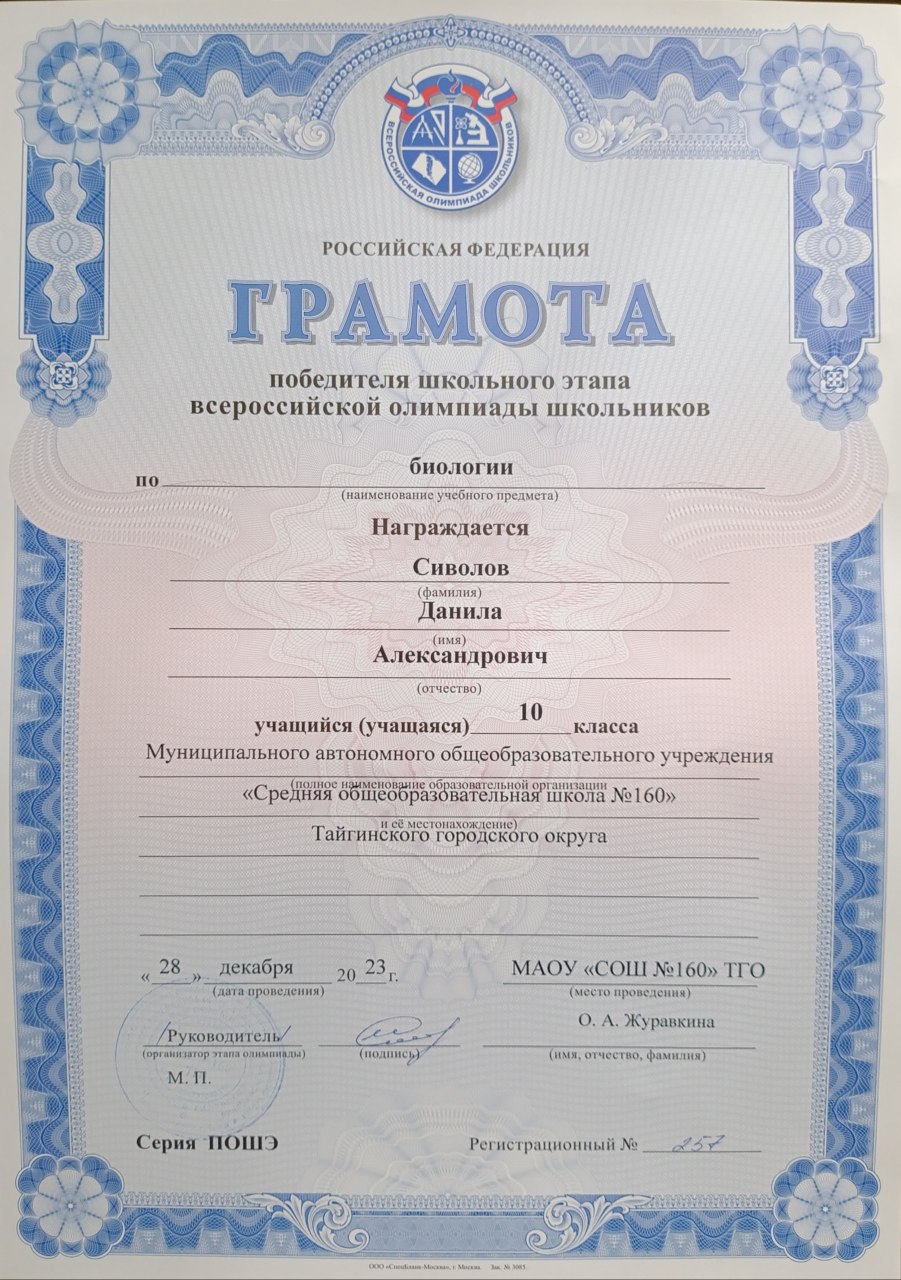 ВСЕРОССИЙСКАЯ ОЛИМПИАДА ШКОЛЬНИКОВ
РОССИЙСКАЯ ФЕДЕРАЦИЯ
ГРАМОТА
победителя школьного этапа
всероссийской олимпиады школьников
по биологии
(наименование учебного предмета)
Награждается
Сиволов
(фамилия)
Данила
(имя)
Александрович
(отчество)
учащийся (учащаяся) 10 класса
Муниципального автономного общеобразовательного учреждения
(полное наименование образовательной организации
«Средняя общеобразовательная школа №160»
и её местонахождение)
Тайгинского городского округа
«28» декабря 2023 г. МАОУ «СОШ №160» ТГО
(дата проведения) (место проведения)
/Руководитель/ О. А. Журавкина
(организатор этапа олимпиады) (подпись) (имя, отчество, фамилия)
М. П.
Серия ПОШЭ Регистрационный № 257
ООО «СпецБланк-Москва», г. Москва. Зак. № 3085.